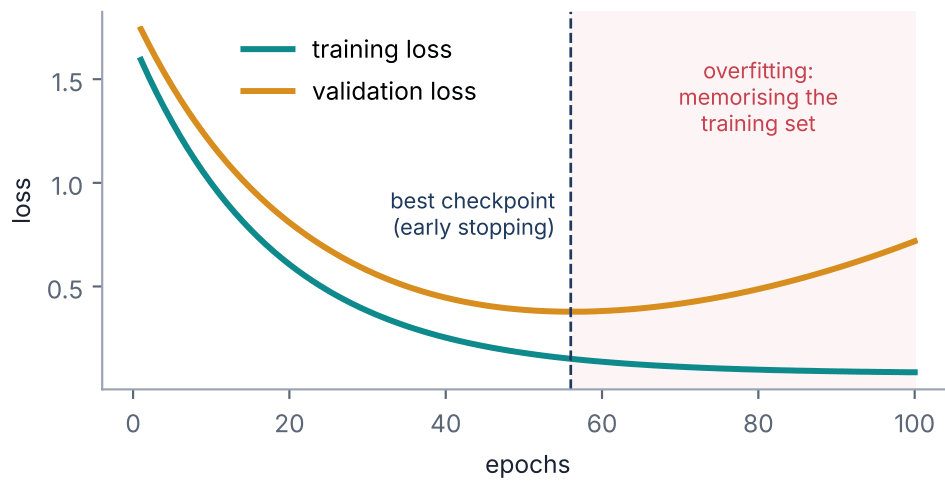 training loss
validation loss
overfitting:
memorising the
training set
best checkpoint
(early stopping)
loss
1.5
1.0
0.5
0 20 40 60 80 100
epochs